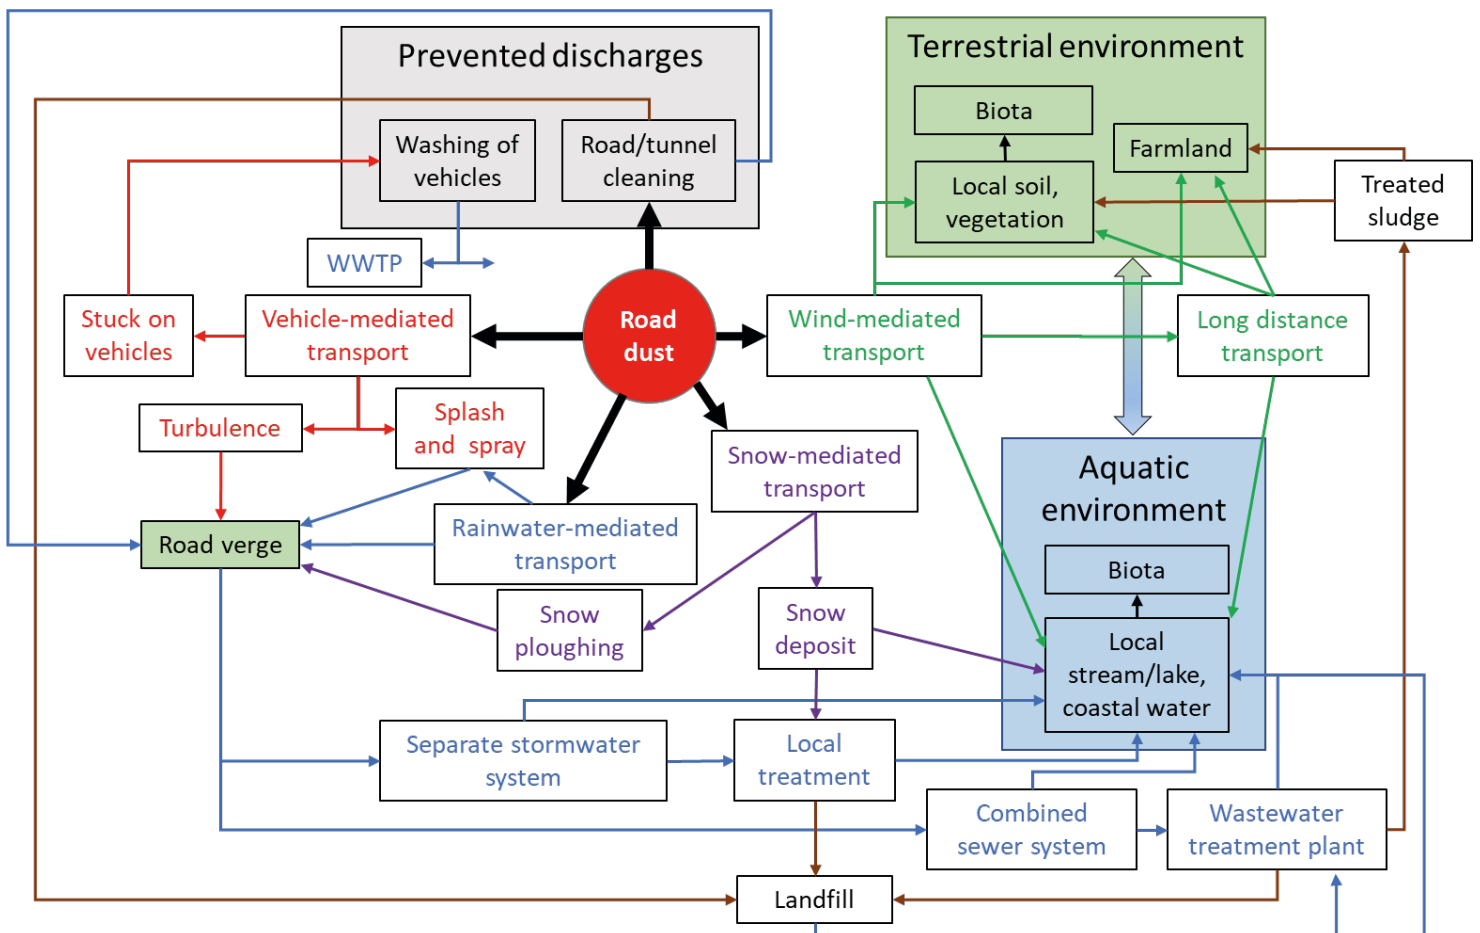 Prevented discharges
Washing of
vehicles
Road/tunnel
cleaning
WWTP
Terrestrial environment
Biota
Farmland
Local soil,
vegetation
Treated
sludge
Stuck on
vehicles
Vehicle-mediated
transport
Road
dust
Wind-mediated
transport
Long distance
transport
Turbulence
Splash
and spray
Snow-mediated
transport
Road verge
Rainwater-mediated
transport
Snow
ploughing
Snow
deposit
Aquatic
environment
Biota
Local
stream/lake,
coastal water
Separate stormwater
system
Local
treatment
Combined
sewer system
Wastewater
treatment plant
Landfill